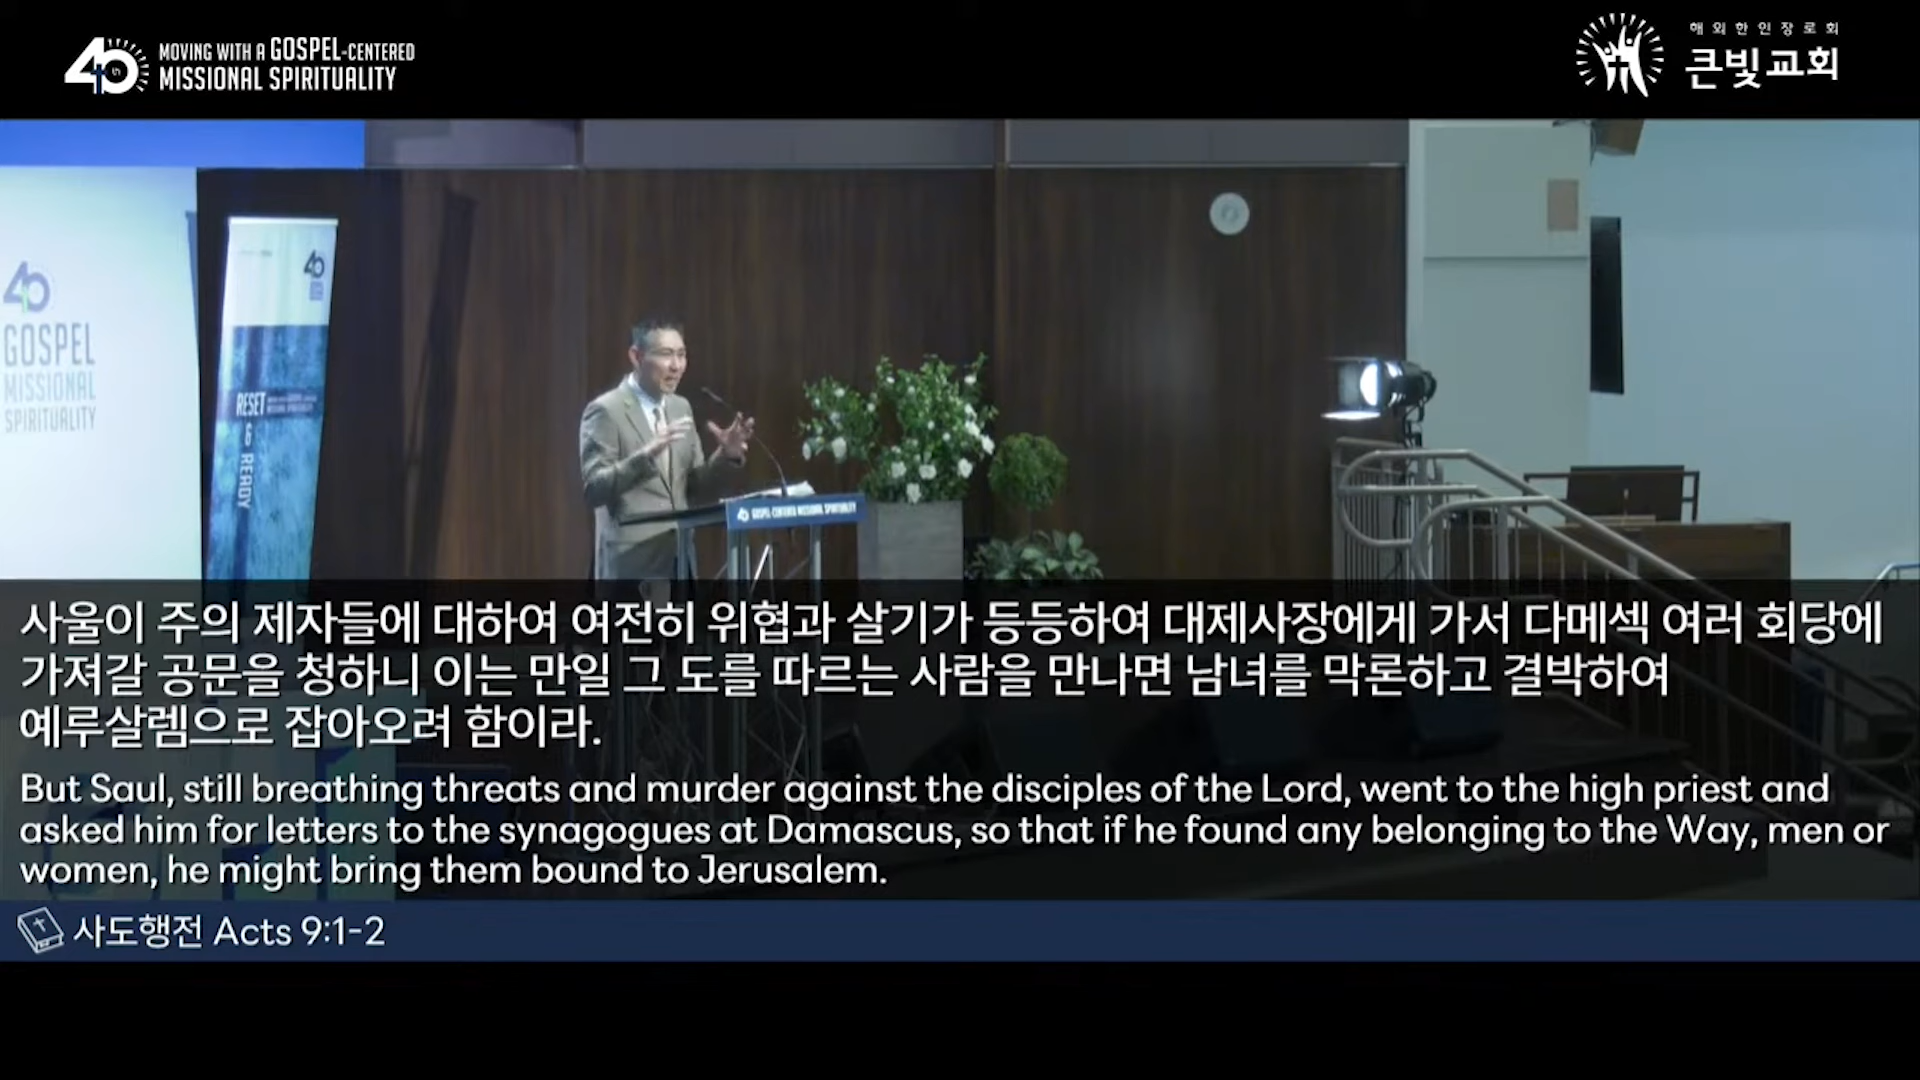 40th
MOVING WITH A GOSPEL-CENTERED
MISSIONAL SPIRITUALITY
해외한인장로회
큰빛교회
40
GOSPEL
MISSIONAL
SPIRITUALITY
40
RESET
& READY
40 GOSPEL-CENTERED MISSIONAL SPIRITUALITY
사울이 주의 제자들에 대하여 여전히 위협과 살기가 등등하여 대제사장에게 가서 다메섹 여러 회당에
가져갈 공문을 청하니 이는 만일 그 도를 따르는 사람을 만나면 남녀를 막론하고 결박하여
예루살렘으로 잡아오려 함이라.
But Saul, still breathing threats and murder against the disciples of the Lord, went to the high priest and
asked him for letters to the synagogues at Damascus, so that if he found any belonging to the Way, men or
women, he might bring them bound to Jerusalem.
사도행전 Acts 9:1-2